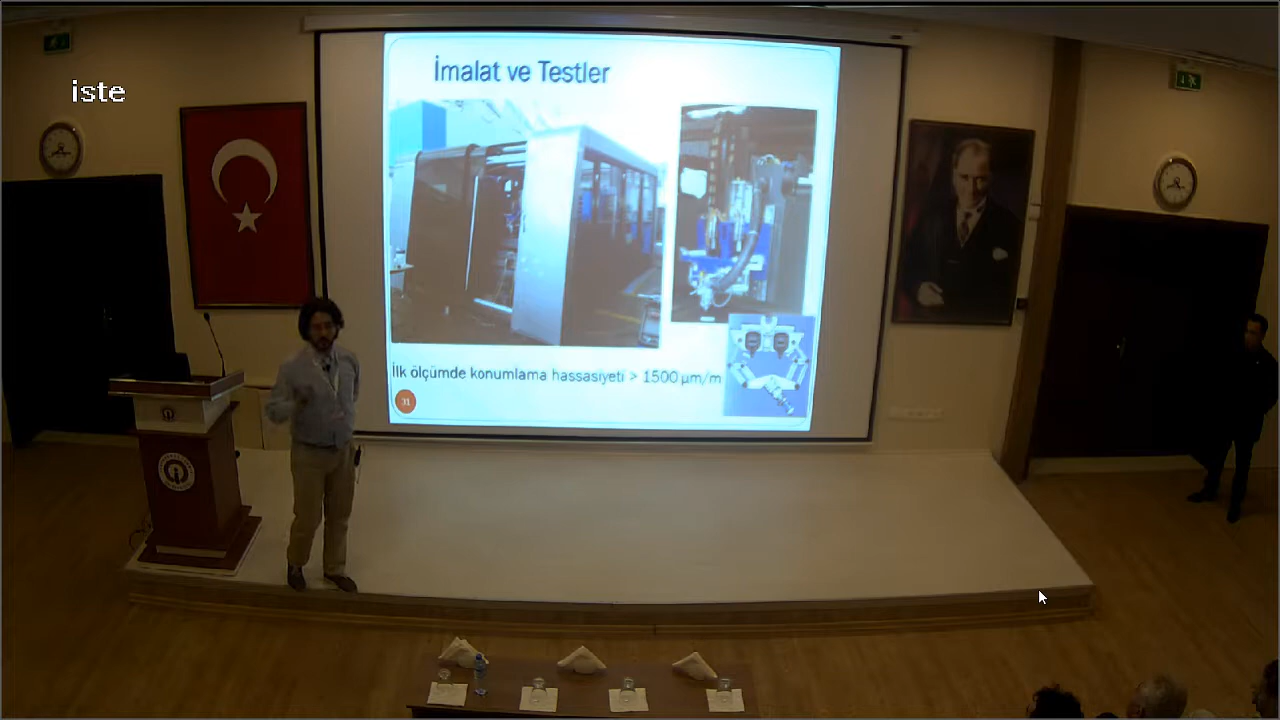 iste
İmalat ve Testler
İlk ölçümde konumlama hassasiyeti > 1500 µm/m
31